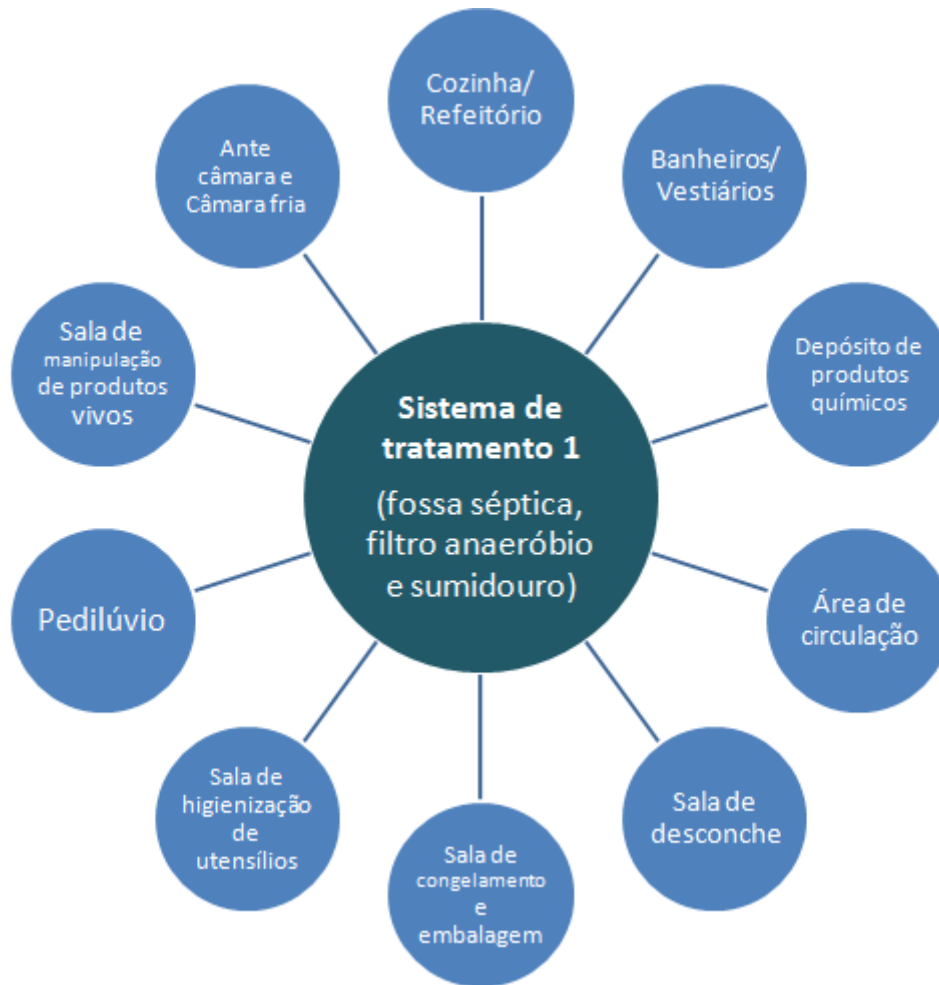 Cozinha/
Refeitório
Banheiros/
Vestiários
Depósito de
produtos
químicos
Área de
circulação
Sala de
desconche
Sala de
congelamento
e
embalagem
Sala de
higienização
de
utensílios
Pedilúvio
Sala de
manipulação
de produtos
vivos
Ante
câmara e
Câmara fria
Sistema de
tratamento 1
(fossa séptica,
filtro anaeróbio
e sumidouro)